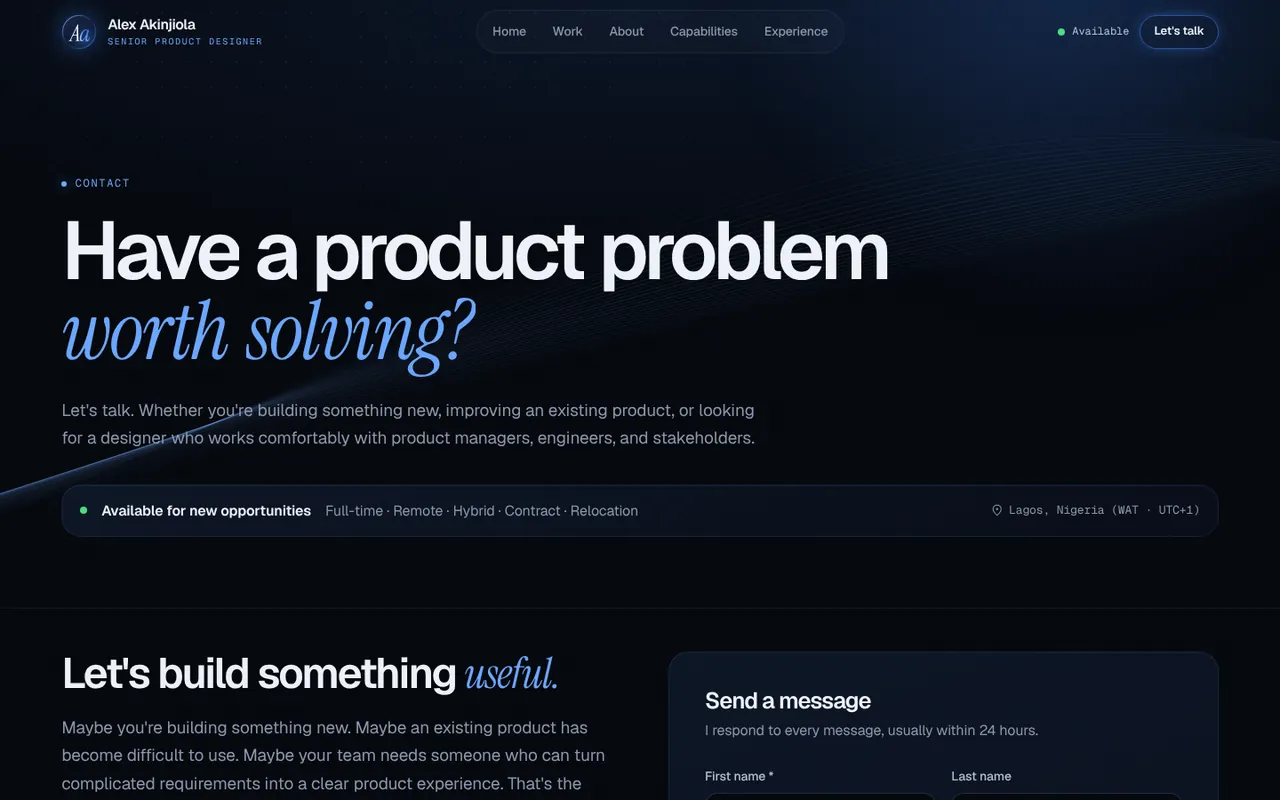 Aa
Alex Akinjiola
SENIOR PRODUCT DESIGNER
Home
Work
About
Capabilities
Experience
Available
Let's talk
CONTACT
Have a product problem
worth solving?
Let's talk. Whether you're building something new, improving an existing product, or looking
for a designer who works comfortably with product managers, engineers, and stakeholders.
Available for new opportunities
Full-time · Remote · Hybrid · Contract · Relocation
Lagos, Nigeria (WAT · UTC+1)
Let's build something useful.
Maybe you're building something new. Maybe an existing product has
become difficult to use. Maybe your team needs someone who can turn
complicated requirements into a clear product experience. That's the
Send a message
I respond to every message, usually within 24 hours.
First name *
Last name